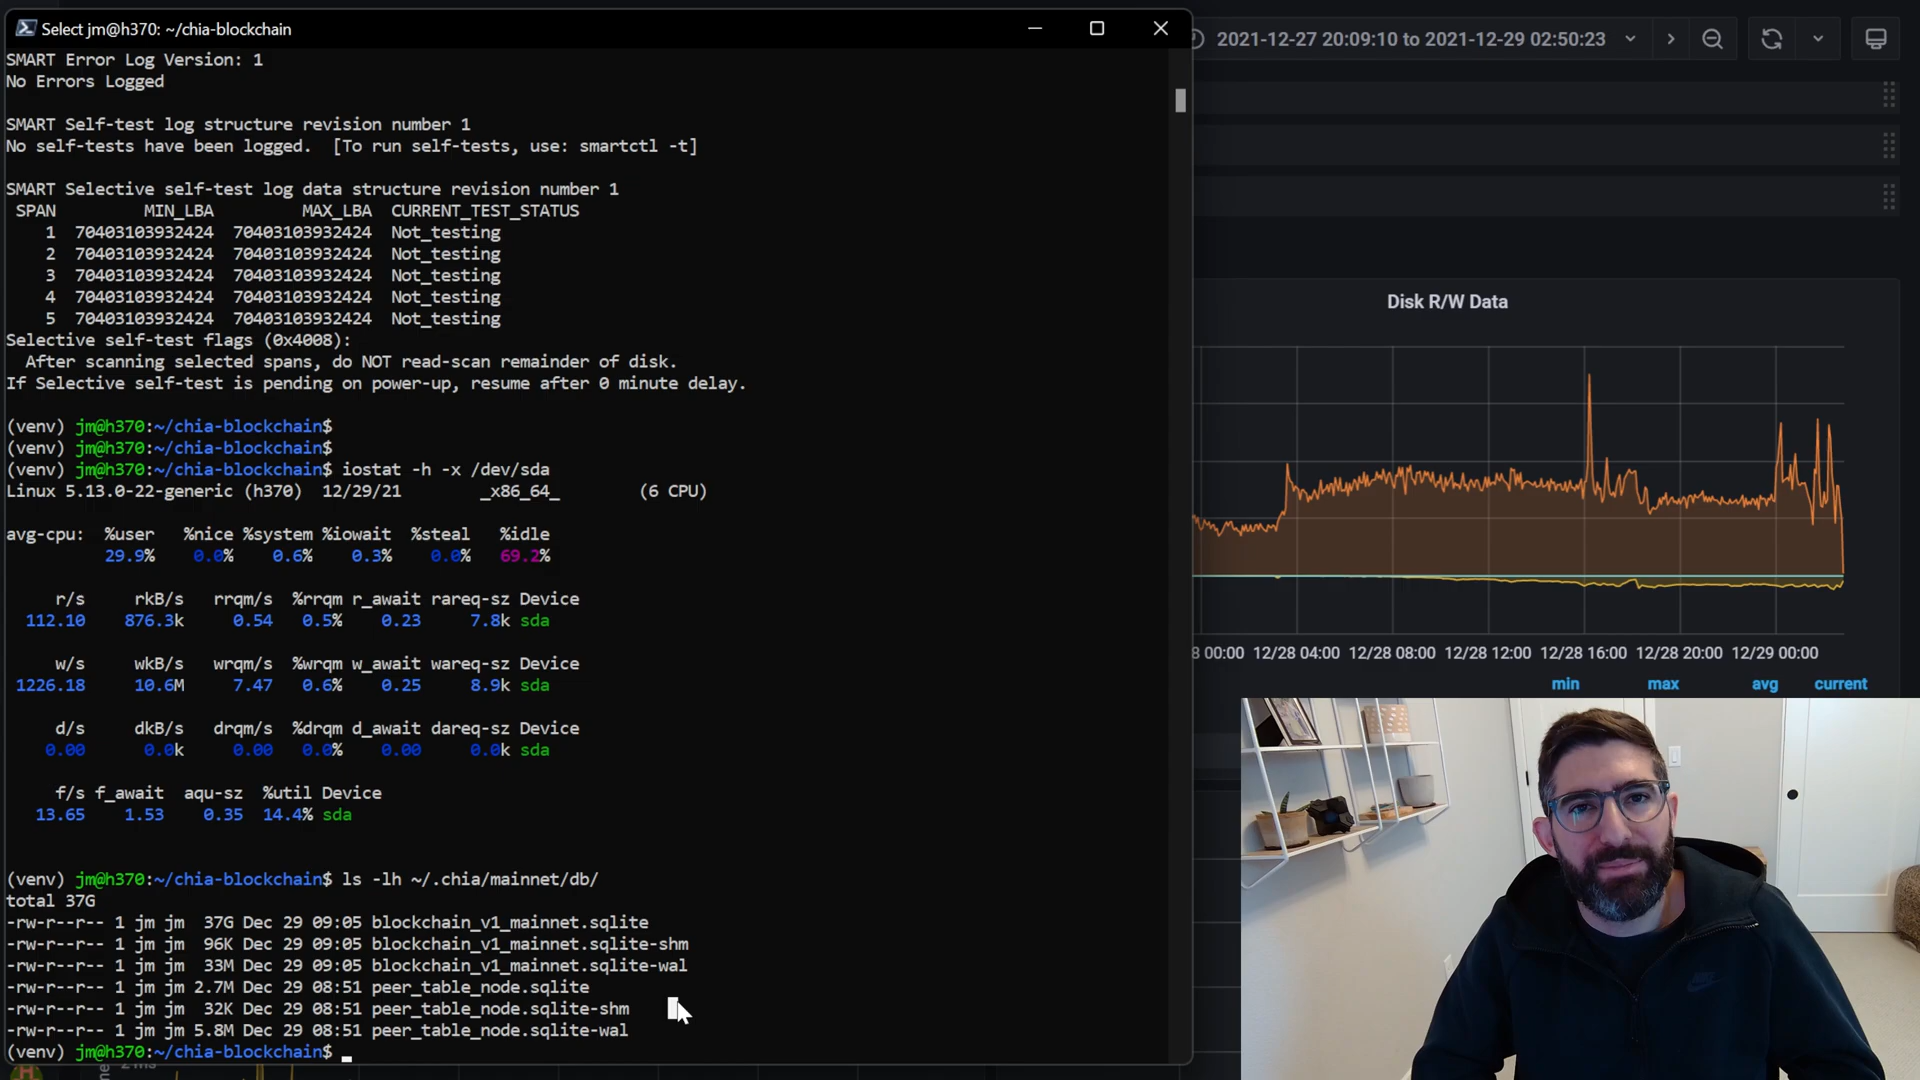 Select jm@h370: ~/chia-blockchain
SMART Error Log Version: 1
No Errors Logged
SMART Self-test log structure revision number 1
No self-tests have been logged.  [To run self-tests, use: smartctl -t]
SMART Selective self-test log data structure revision number 1
SPAN MIN_LBA MAX_LBA CURRENT_TEST_STATUS
1 70403103932424 70403103932424 Not_testing
2 70403103932424 70403103932424 Not_testing
3 70403103932424 70403103932424 Not_testing
4 70403103932424 70403103932424 Not_testing
5 70403103932424 70403103932424 Not_testing
Selective self-test flags (0x4008):
After scanning selected spans, do NOT read-scan remainder of disk.
If Selective self-test is pending on power-up, resume after 0 minute delay.
(venv) jm@h370:~/chia-blockchain$
(venv) jm@h370:~/chia-blockchain$
(venv) jm@h370:~/chia-blockchain$ iostat -h -x /dev/sda
Linux 5.13.0-22-generic (h370) 12/29/21 _x86_64_ (6 CPU)
avg-cpu: %user %nice %system %iowait %steal %idle
29.9% 0.0% 0.6% 0.3% 0.0% 69.2%
r/s rkB/s rrqm/s %rrqm r_await rareq-sz Device
112.10 876.3k 0.54 0.5% 0.23 7.8k sda
w/s wkB/s wrqm/s %wrqm w_await wareq-sz Device
1226.18 10.6M 7.47 0.6% 0.25 8.9k sda
d/s dkB/s drqm/s %drqm d_await dareq-sz Device
0.00 0.0k 0.00 0.0% 0.00 0.0k sda
f/s f_await aqu-sz %util Device
13.65 1.53 0.35 14.4% sda
(venv) jm@h370:~/chia-blockchain$ ls -lh ~/.chia/mainnet/db/
total 37G
-rw-r--r-- 1 jm jm 37G Dec 29 09:05 blockchain_v1_mainnet.sqlite
-rw-r--r-- 1 jm jm 96K Dec 29 09:05 blockchain_v1_mainnet.sqlite-shm
-rw-r--r-- 1 jm jm 33M Dec 29 09:05 blockchain_v1_mainnet.sqlite-wal
-rw-r--r-- 1 jm jm 2.7M Dec 29 08:51 peer_table_node.sqlite
-rw-r--r-- 1 jm jm 32K Dec 29 08:51 peer_table_node.sqlite-shm
-rw-r--r-- 1 jm jm 5.8M Dec 29 08:51 peer_table_node.sqlite-wal
(venv) jm@h370:~/chia-blockchain$
2021-12-27 20:09:10 to 2021-12-29 02:50:23
Disk R/W Data
8 00:00 12/28 04:00 12/28 08:00 12/28 12:00 12/28 16:00 12/28 20:00 12/29 00:00
min max avg current